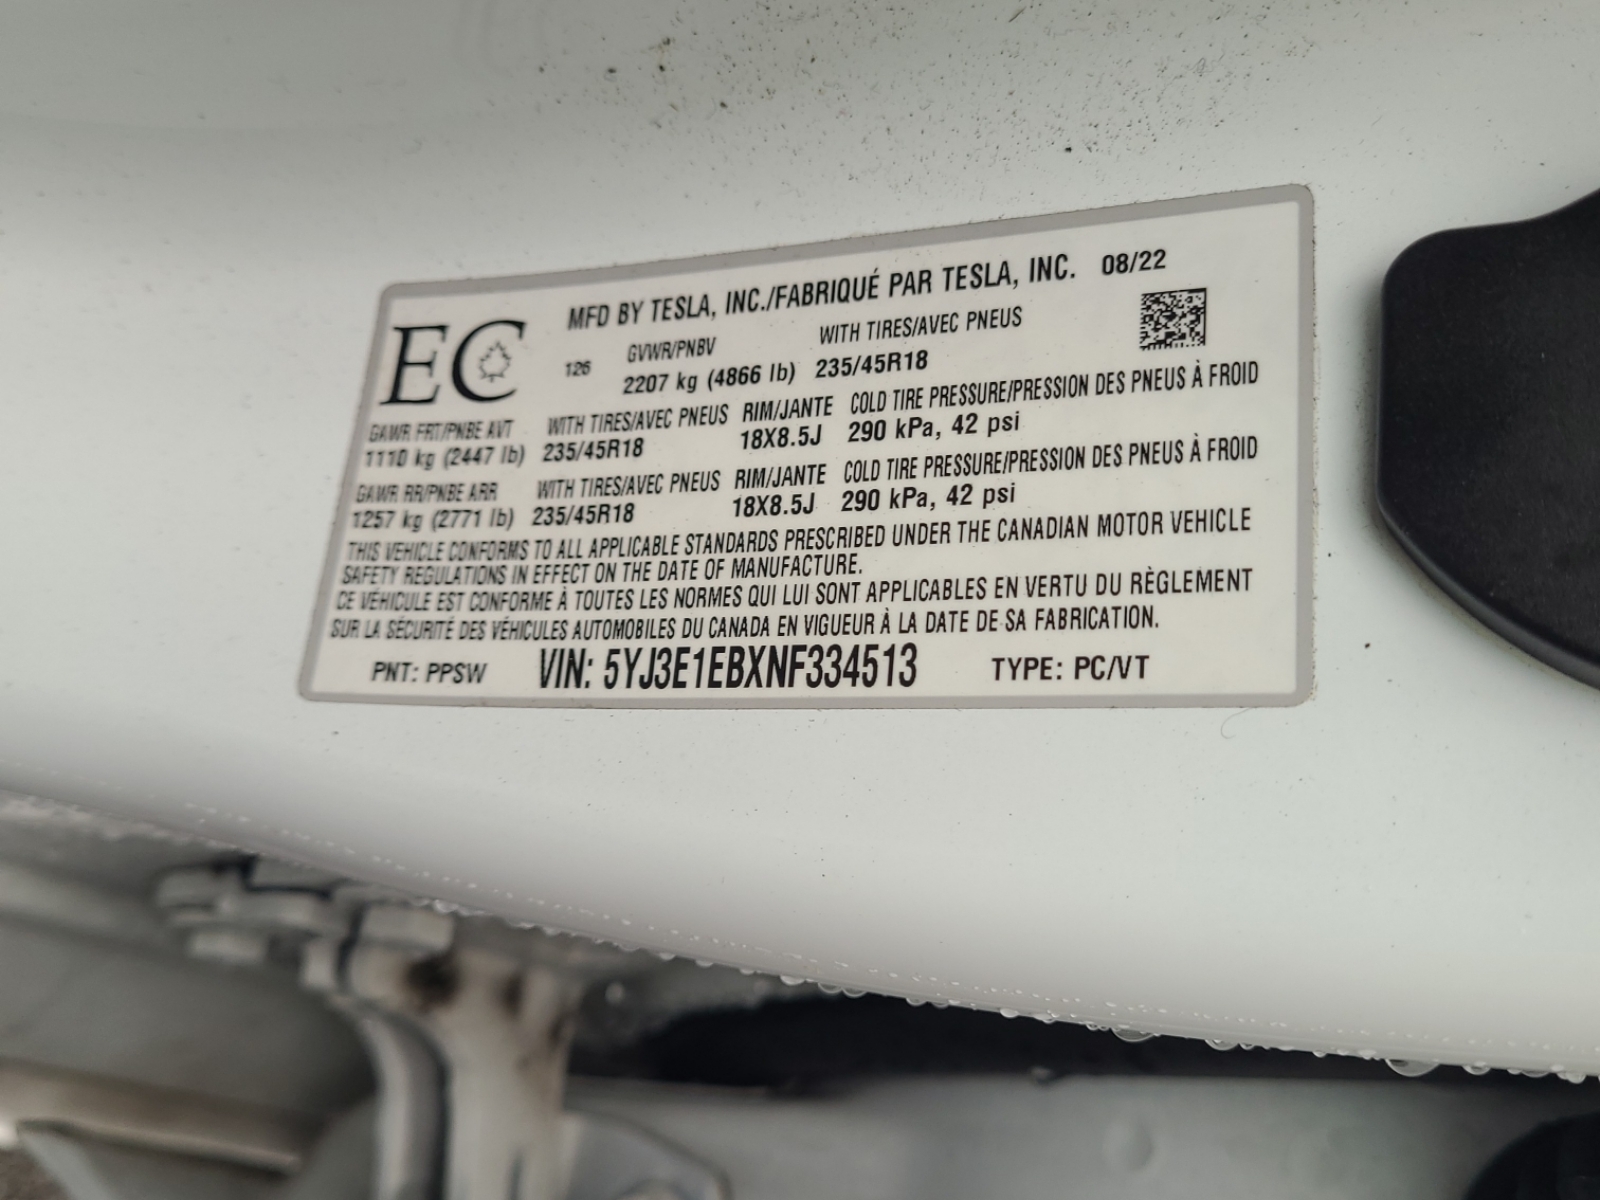 MFD BY TESLA, INC./FABRIQUÉ PAR TESLA, INC. 08/22
EC 126 GVWR/PNBV WITH TIRES/AVEC PNEUS
2207 kg (4866 lb) 235/45R18
GAWR FRT/PNBE AVT WITH TIRES/AVEC PNEUS RIM/JANTE COLD TIRE PRESSURE/PRESSION DES PNEUS À FROID
1110 kg (2447 lb) 235/45R18 18X8.5J 290 kPa, 42 psi
GAWR RR/PNBE ARR WITH TIRES/AVEC PNEUS RIM/JANTE COLD TIRE PRESSURE/PRESSION DES PNEUS À FROID
1257 kg (2771 lb) 235/45R18 18X8.5J 290 kPa, 42 psi
THIS VEHICLE CONFORMS TO ALL APPLICABLE STANDARDS PRESCRIBED UNDER THE CANADIAN MOTOR VEHICLE
SAFETY REGULATIONS IN EFFECT ON THE DATE OF MANUFACTURE.
CE VÉHICULE EST CONFORME À TOUTES LES NORMES QUI LUI SONT APPLICABLES EN VERTU DU RÈGLEMENT
SUR LA SÉCURITÉ DES VÉHICULES AUTOMOBILES DU CANADA EN VIGUEUR À LA DATE DE SA FABRICATION.
PNT: PPSW VIN: 5YJ3E1EBXNF334513 TYPE: PC/VT